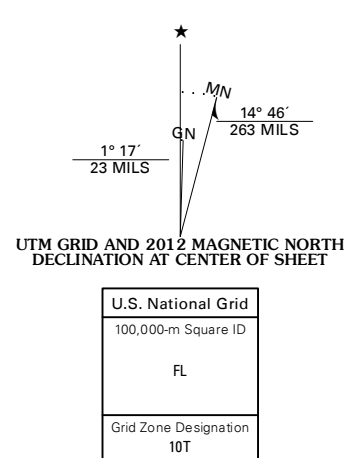 ★
MN
14° 46´
263 MILS
GN
1° 17´
23 MILS
UTM GRID AND 2012 MAGNETIC NORTH
DECLINATION AT CENTER OF SHEET
U.S. National Grid
100,000-m Square ID
FL
Grid Zone Designation
10T